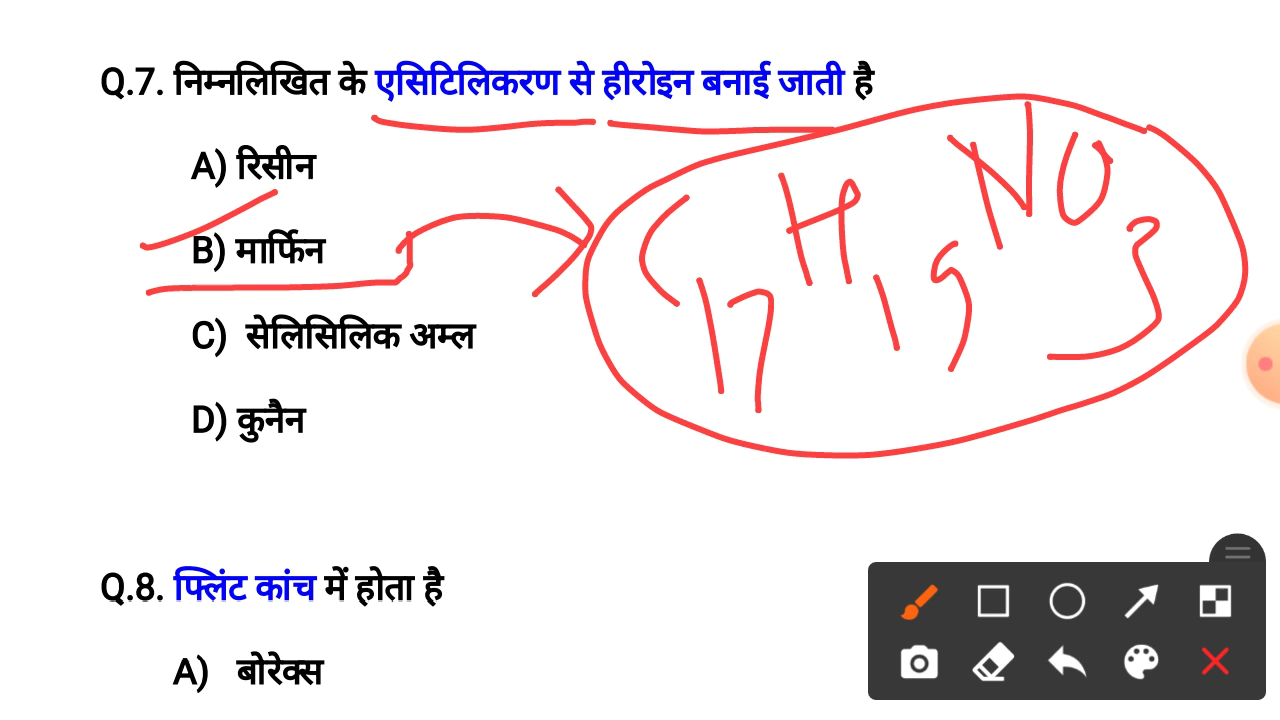 Q.7. निम्नलिखित के एसिटिलिकरण से हीरोइन बनाई जाती है
A) रिसीन
B) मार्फिन
C) सेलिसिलिक अम्ल
D) कुनैन
C17H19NO3
Q.8. फ्लिंट कांच में होता है
A) बोरेक्स